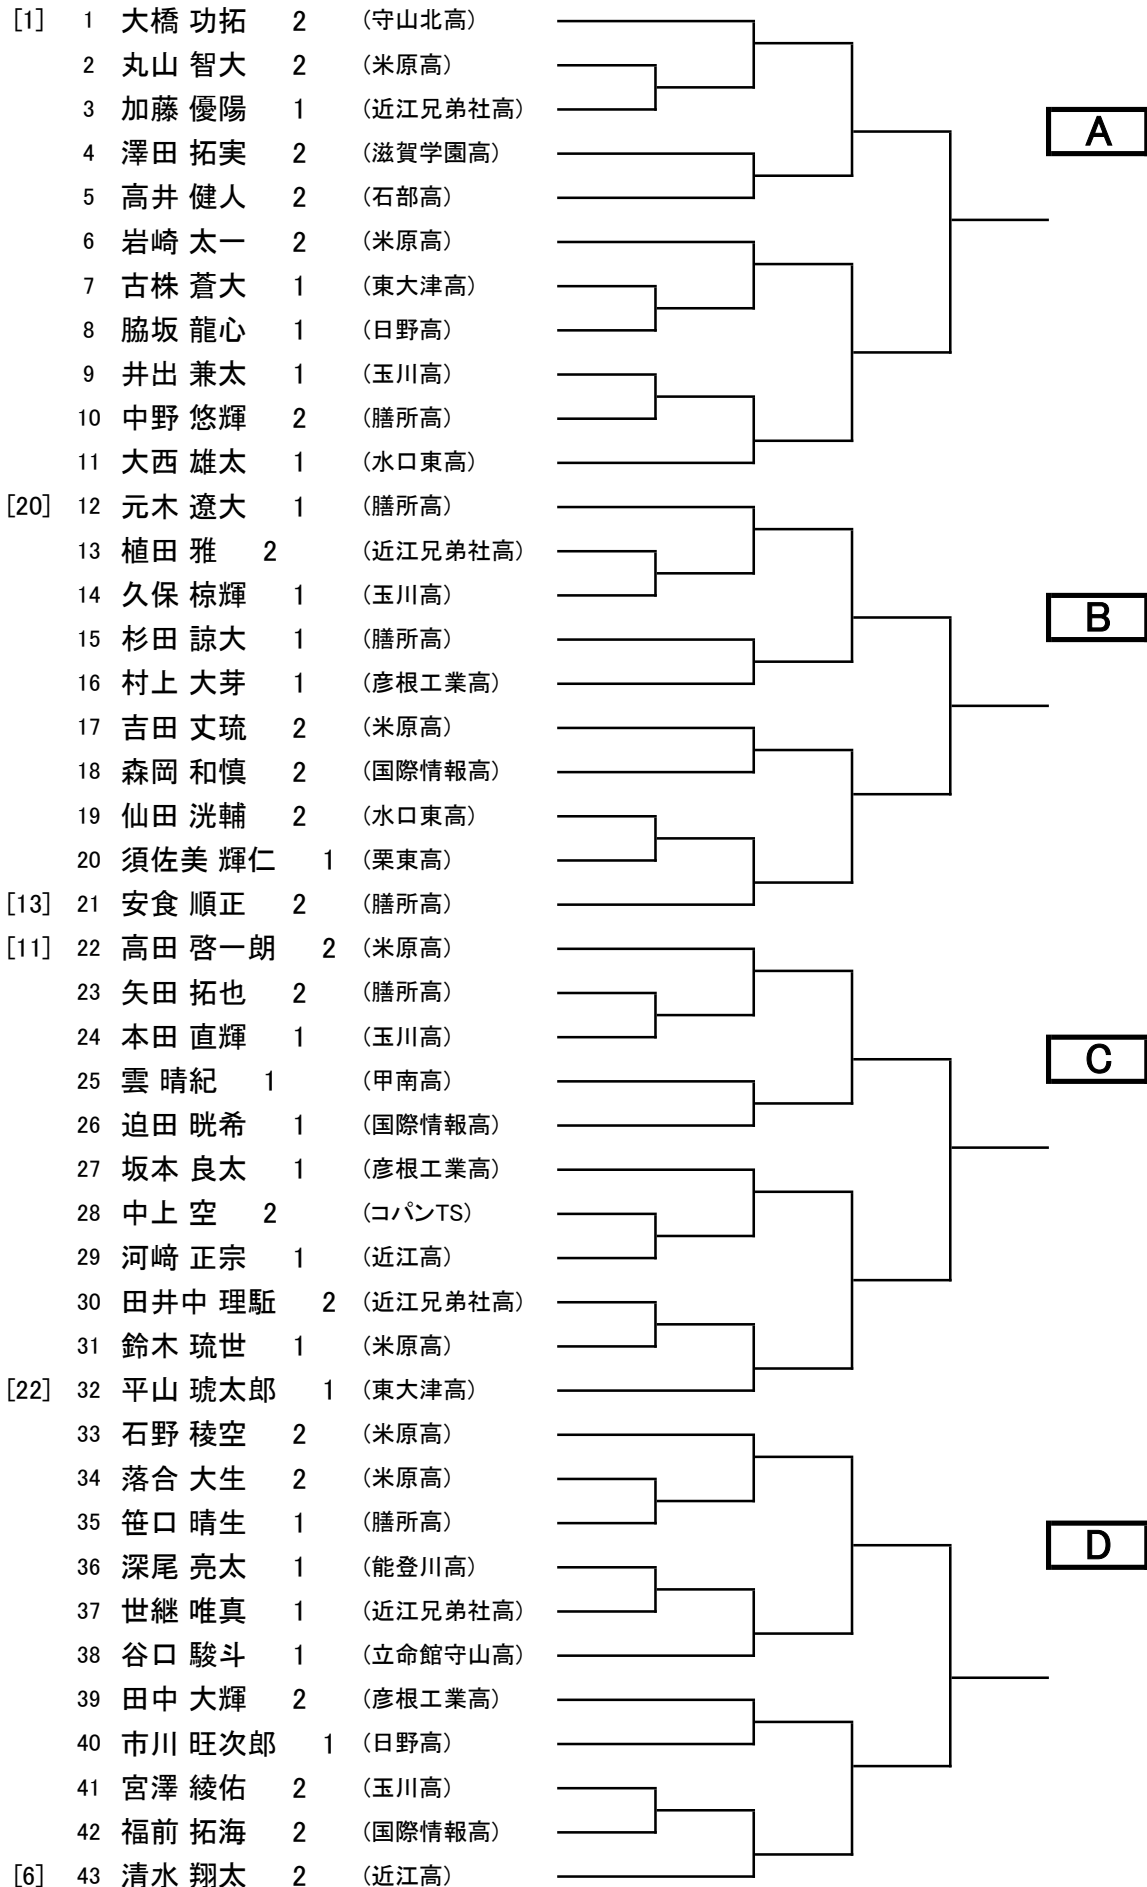 [1] 1 大橋 功拓 2 (守山北高)
2 丸山 智大 2 (米原高)
3 加藤 優陽 1 (近江兄弟社高)
A
4 澤田 拓実 2 (滋賀学園高)
5 高井 健人 2 (石部高)
6 岩崎 太一 2 (米原高)
7 古株 蒼大 1 (東大津高)
8 脇坂 龍心 1 (日野高)
9 井出 兼太 1 (玉川高)
10 中野 悠輝 2 (膳所高)
11 大西 雄太 1 (水口東高)
[20] 12 元木 遼大 1 (膳所高)
13 植田 雅 2 (近江兄弟社高)
14 久保 椋輝 1 (玉川高)
B
15 杉田 諒大 1 (膳所高)
16 村上 大芽 1 (彦根工業高)
17 吉田 丈琉 2 (米原高)
18 森岡 和慎 2 (国際情報高)
19 仙田 洸輔 2 (水口東高)
20 須佐美 輝仁 1 (栗東高)
[13] 21 安食 順正 2 (膳所高)
[11] 22 高田 啓一朗 2 (米原高)
23 矢田 拓也 2 (膳所高)
24 本田 直輝 1 (玉川高)
C
25 雲 晴紀 1 (甲南高)
26 迫田 晄希 1 (国際情報高)
27 坂本 良太 1 (彦根工業高)
28 中上 空 2 (コパンTS)
29 河﨑 正宗 1 (近江高)
30 田井中 理駈 2 (近江兄弟社高)
31 鈴木 琉世 1 (米原高)
[22] 32 平山 琥太郎 1 (東大津高)
33 石野 稜空 2 (米原高)
34 落合 大生 2 (米原高)
35 笹口 晴生 1 (膳所高)
D
36 深尾 亮太 1 (能登川高)
37 世継 唯真 1 (近江兄弟社高)
38 谷口 駿斗 1 (立命館守山高)
39 田中 大輝 2 (彦根工業高)
40 市川 旺次郎 1 (日野高)
41 宮澤 綾佑 2 (玉川高)
42 福前 拓海 2 (国際情報高)
[6] 43 清水 翔太 2 (近江高)